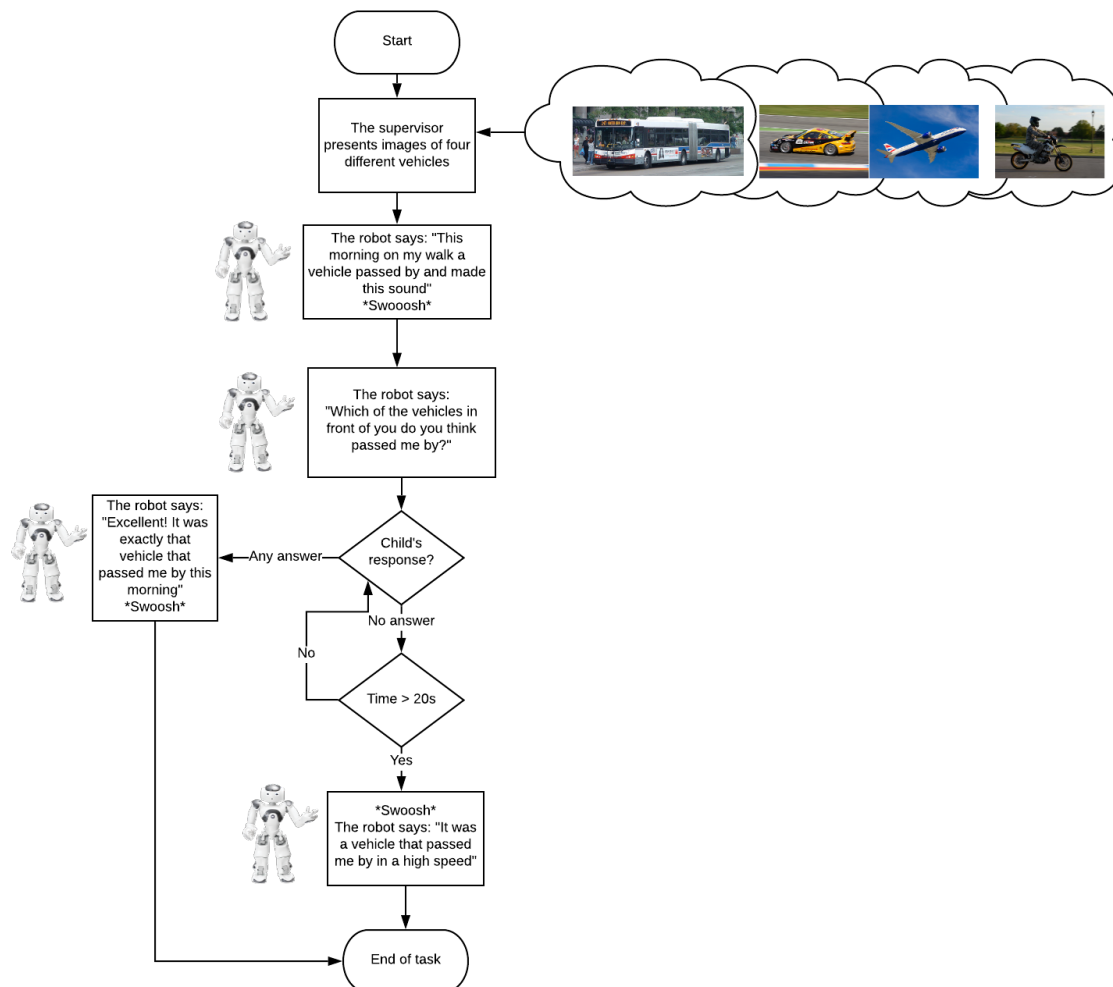 Start
The supervisor
presents images of four
different vehicles
The robot says: "This
morning on my walk a
vehicle passed by and made
this sound"
*Swooosh*
The robot says:
"Which of the vehicles in
front of you do you think
passed me by?"
The robot says:
"Excellent! It was
exactly that
vehicle that
passed me by this
morning"
*Swoosh*
Any answer
Child's
response?
No answer
No
Time > 20s
Yes
*Swoosh*
The robot says: "It was
a vehicle that passed
me by in a high speed"
End of task